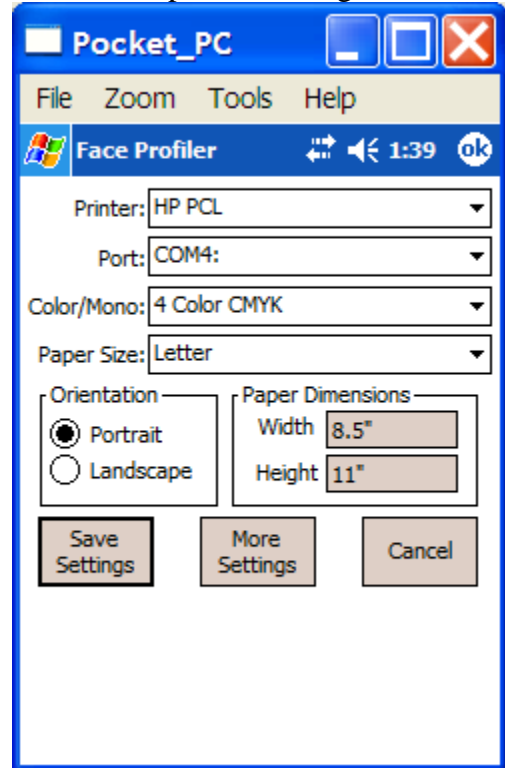 Pocket_PC
File Zoom Tools Help
Face Profiler 1:39 ok
Printer: HP PCL
Port: COM4:
Color/Mono: 4 Color CMYK
Paper Size: Letter
Orientation Paper Dimensions
Portrait Width 8.5"
Landscape Height 11"
Save Settings More Settings Cancel